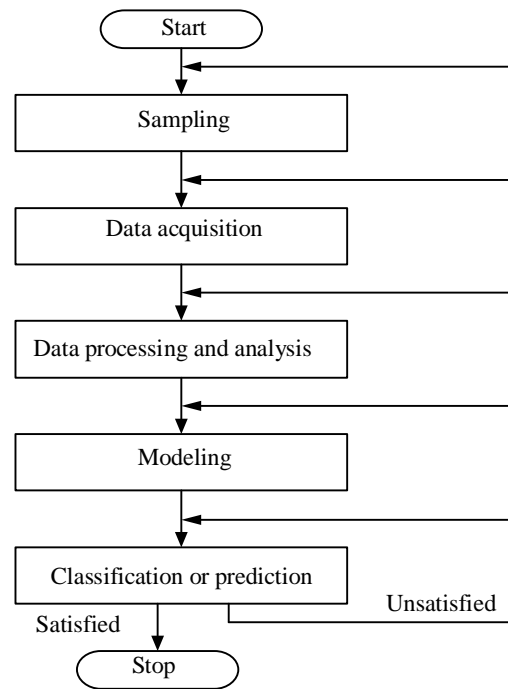 Start
Sampling
Data acquisition
Data processing and analysis
Modeling
Classification or prediction
Unsatisfied
Satisfied
Stop